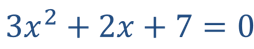 3x² + 2x + 7 = 0